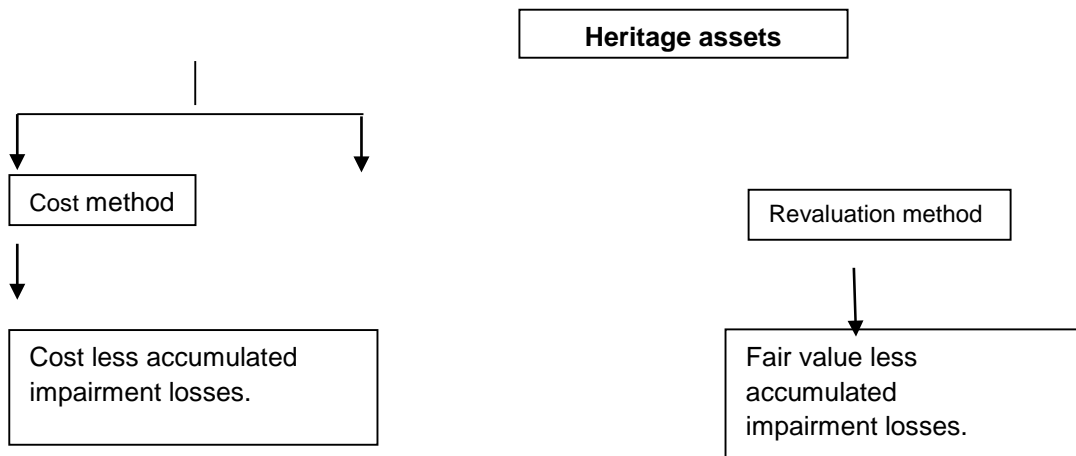 Heritage assets
Cost method
Revaluation method
Cost less accumulated
impairment losses.
Fair value less
accumulated
impairment losses.